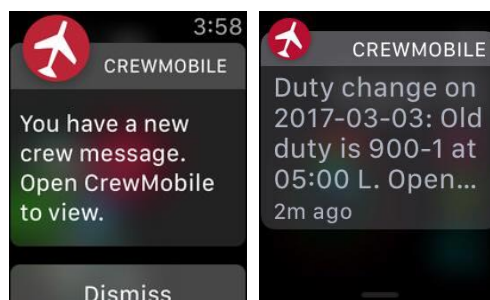 3:58
CREWMOBILE
You have a new
crew message.
Open CrewMobile
to view.
Dismiss
CREWMOBILE
Duty change on
2017-03-03: Old
duty is 900-1 at
05:00 L. Open...
2m ago